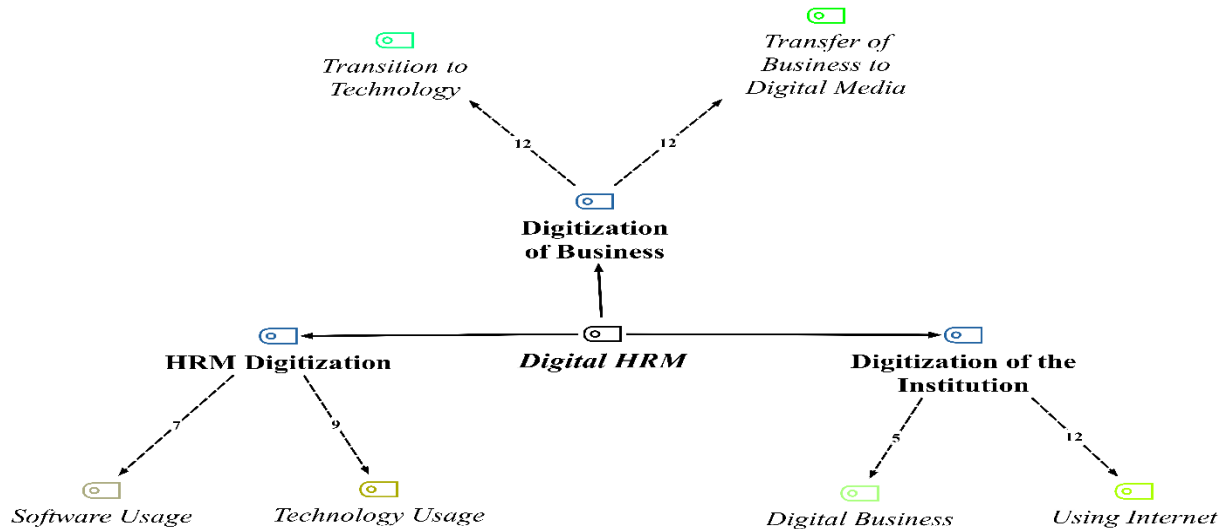 Transition to
Technology
Transfer of
Business to
Digital Media
12
12
Digitization
of Business
HRM Digitization
Digital HRM
Digitization of the
Institution
7
9
5
12
Software Usage
Technology Usage
Digital Business
Using Internet